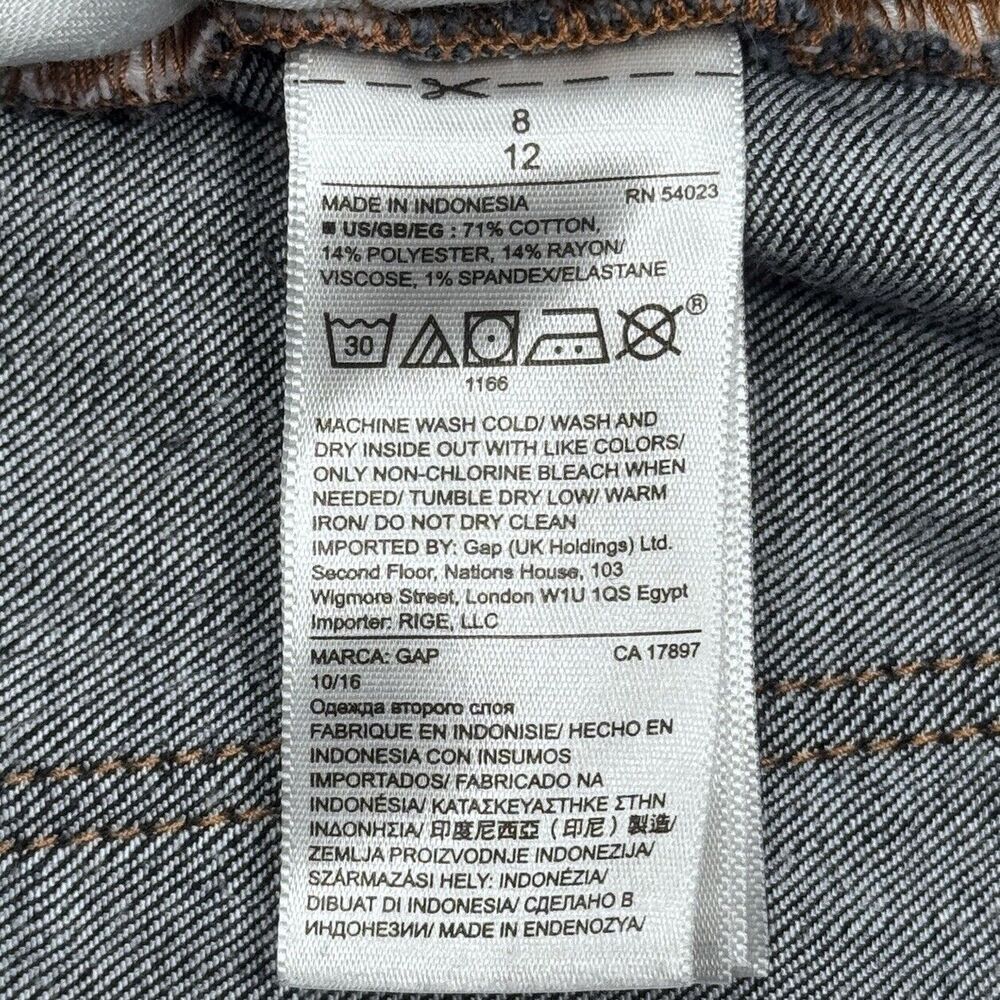 8
12
RN 54023
MADE IN INDONESIA
■ US/GB/EG : 71% COTTON,
14% POLYESTER, 14% RAYON/
VISCOSE, 1% SPANDEX/ELASTANE
30
®
1166
MACHINE WASH COLD/ WASH AND
DRY INSIDE OUT WITH LIKE COLORS/
ONLY NON-CHLORINE BLEACH WHEN
NEEDED/ TUMBLE DRY LOW/ WARM
IRON/ DO NOT DRY CLEAN
IMPORTED BY: Gap (UK Holdings) Ltd.
Second Floor, Nations House, 103
Wigmore Street, London W1U 1QS Egypt
Importer: RIGE, LLC
MARCA: GAP CA 17897
10/16
Одежда второго слоя
FABRIQUE EN INDONISIE/ HECHO EN
INDONESIA CON INSUMOS
IMPORTADOS/ FABRICADO NA
INDONÉSIA/ ΚΑΤΑΣΚΕΥΑΣΤΗΚΕ ΣΤΗΝ
ΙΝΔΟΝΗΣΙΑ/ 印度尼西亞（印尼）製造/
ZEMLJA PROIZVODNJE INDONEZIJA/
SZÁRMAZÁSI HELY: INDONÉZIA/
DIBUAT DI INDONESIA/ СДЕЛАНО В
ИНДОНЕЗИИ/ MADE IN ENDENOZYA/